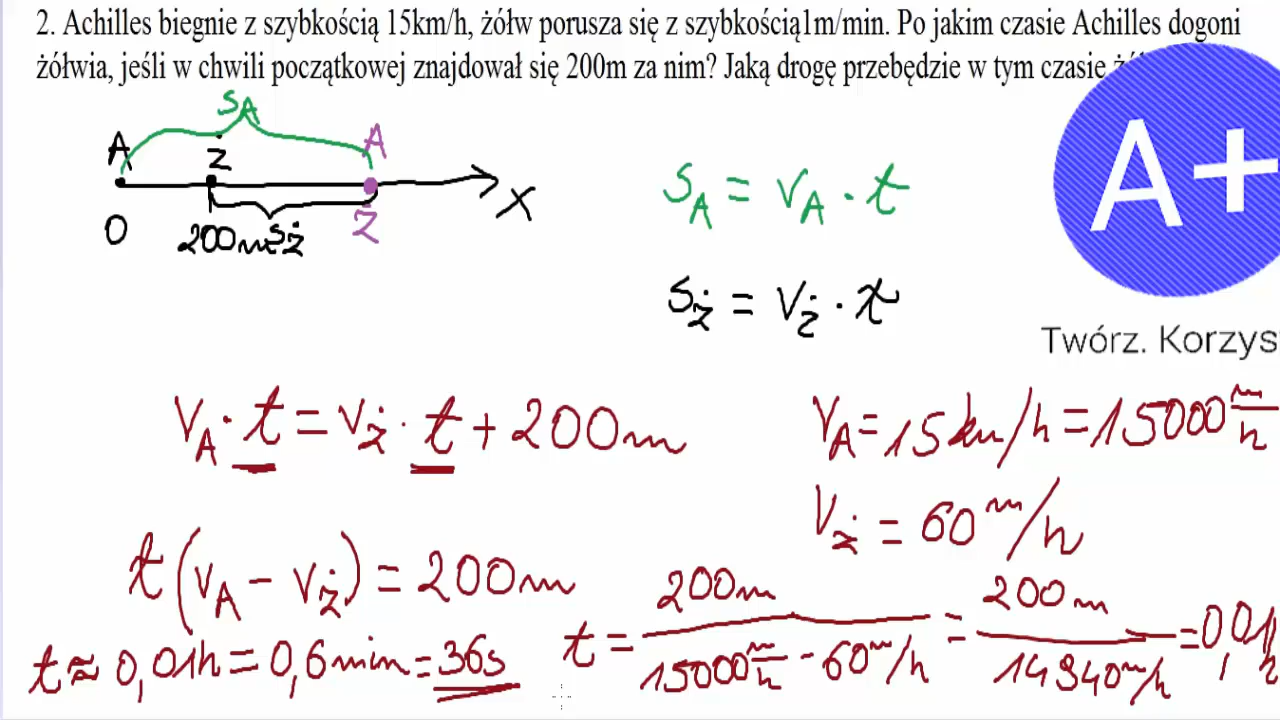 2. Achilles biegnie z szybkością 15km/h, żółw porusza się z szybkością1m/min. Po jakim czasie Achilles dogoni
żółwia, jeśli w chwili początkowej znajdował się 200m za nim? Jaką drogę przebędzie w tym czasie
A+
Twórz. Korzys
sA
A Z A
0 200m sż Ż X
sA = vA · t
sż = vż · t
vA · t = vż · t + 200m
vA = 15km/h = 15000 m/h
vż = 60 m/h
t(vA - vż) = 200m
t = 200m / 15000 m/h - 60 m/h = 200m / 14940 m/h = 0,01h
t ≈ 0,01h = 0,6min = 36s